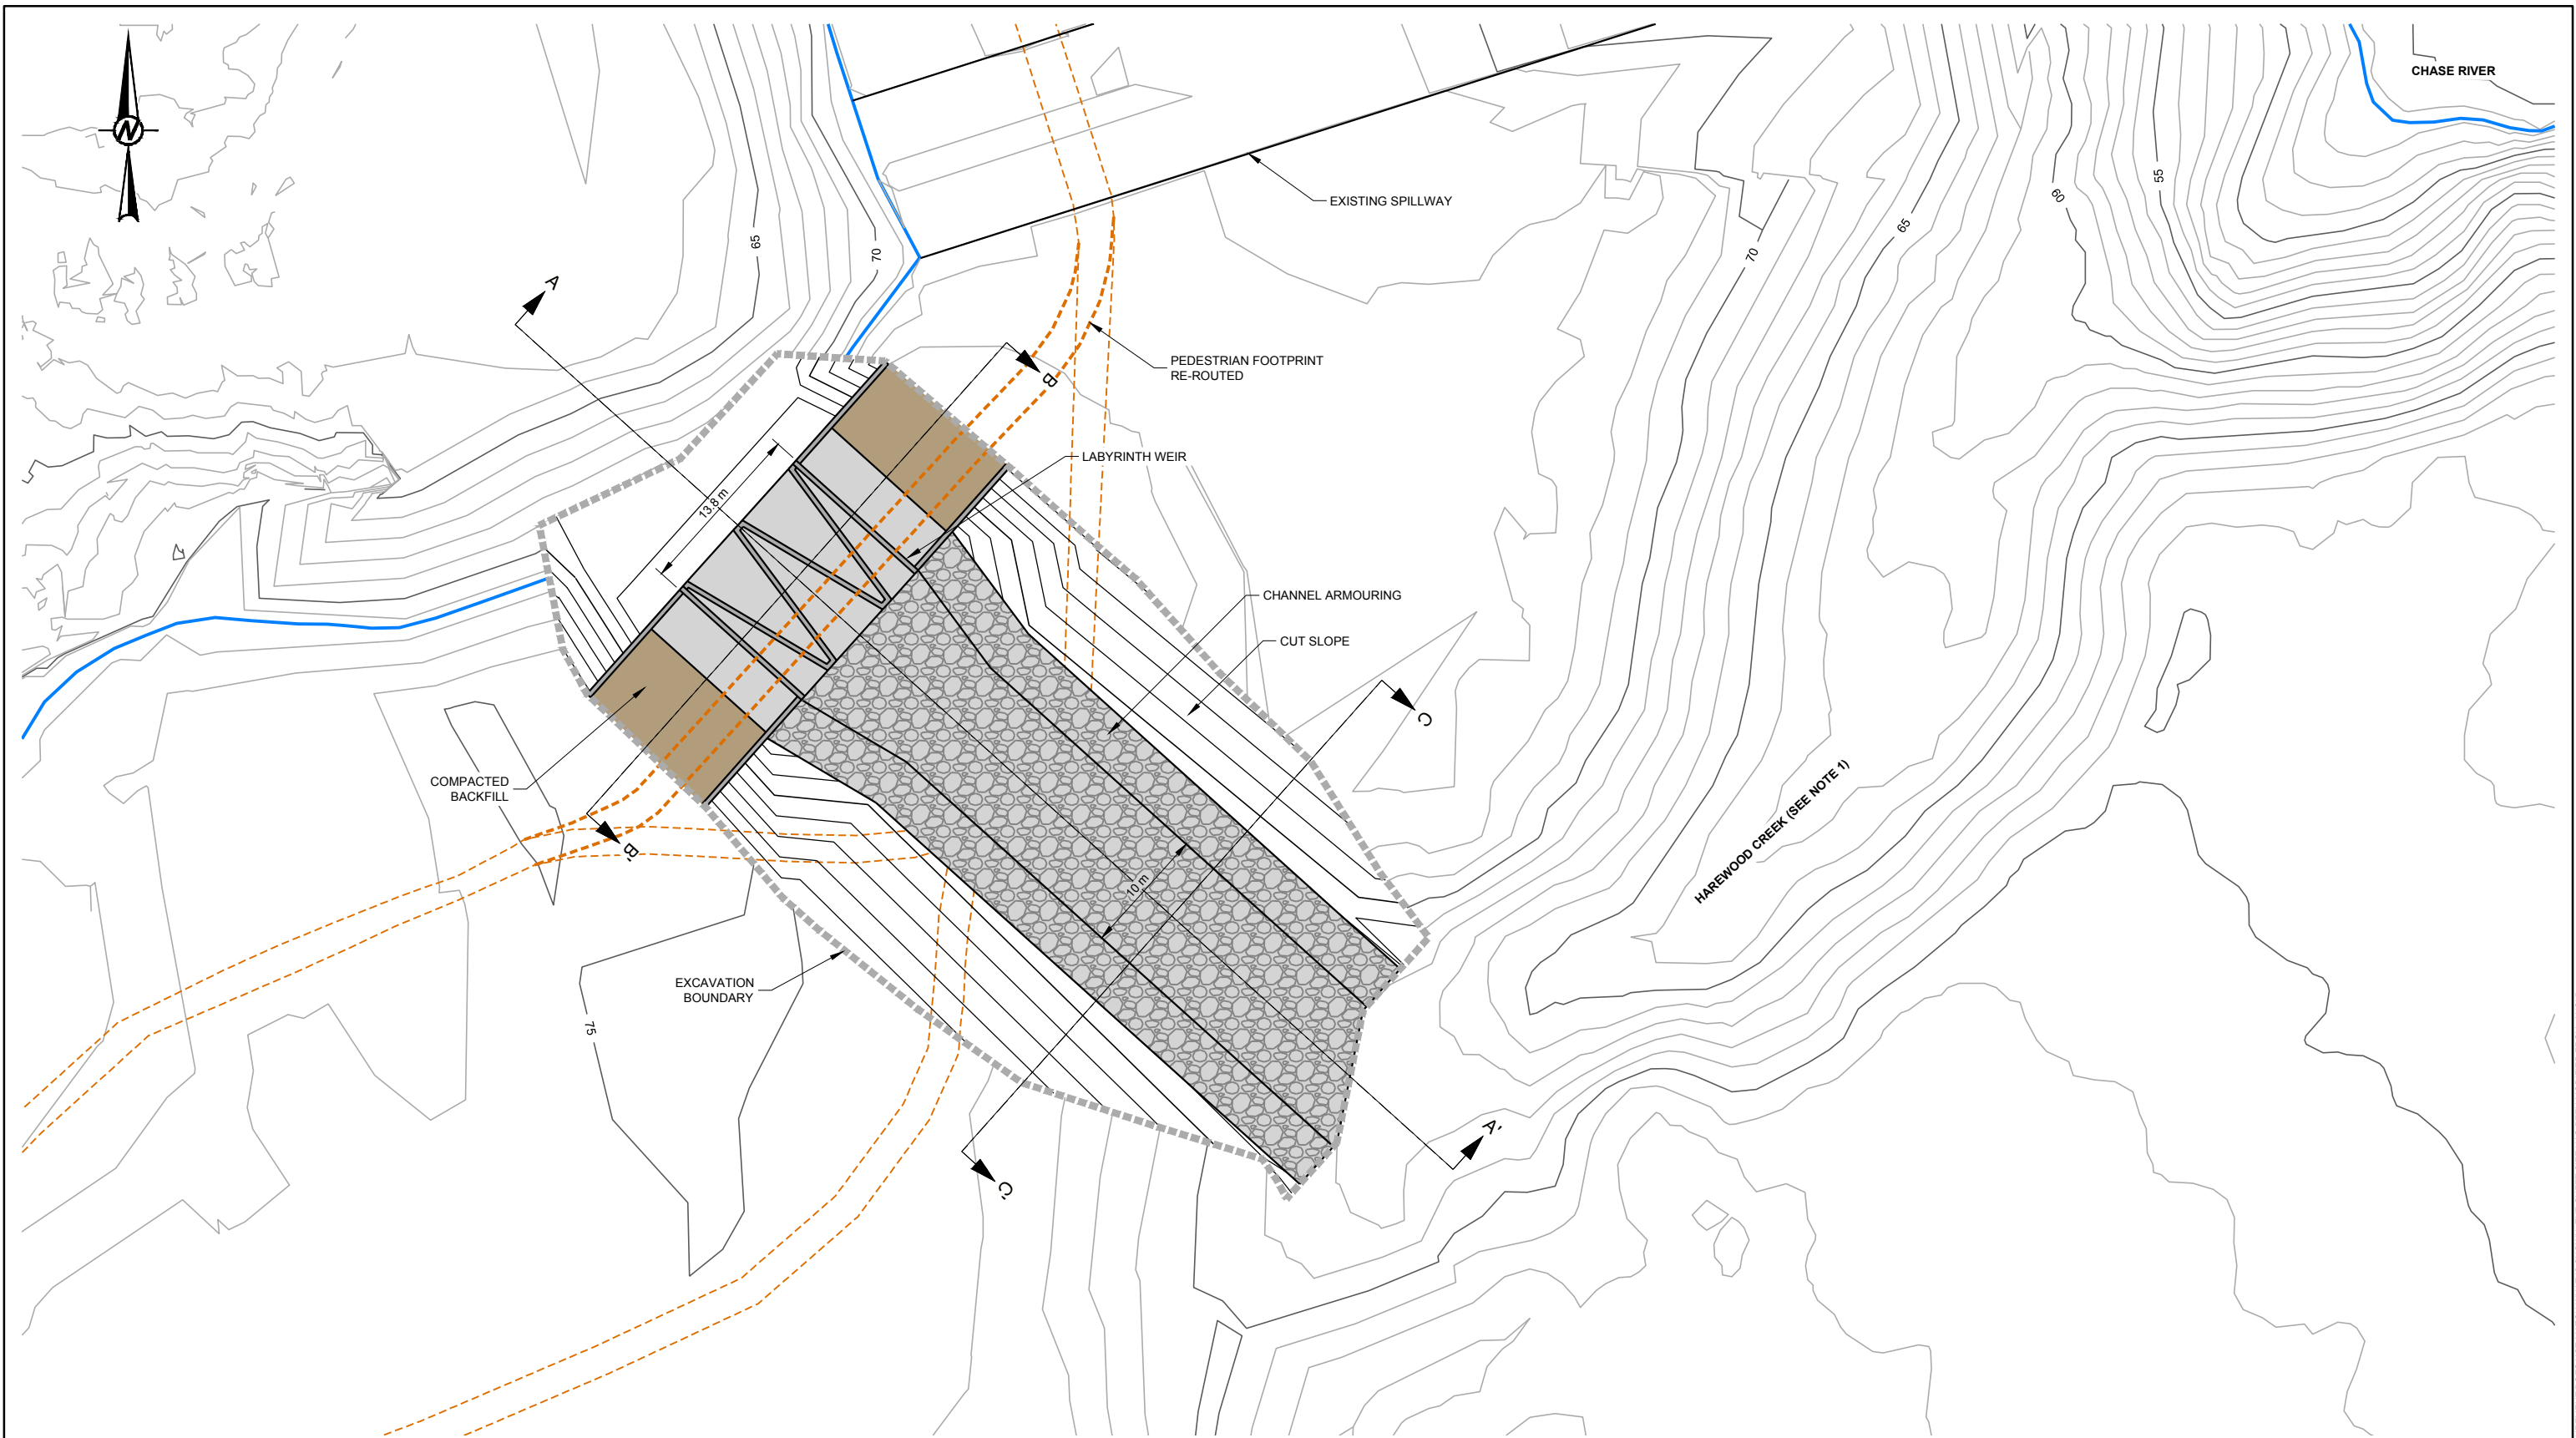 N
CHASE RIVER
EXISTING SPILLWAY
55
60
65
65
70
70
A
B
PEDESTRIAN FOOTPRINT
RE-ROUTED
LABYRINTH WEIR
13.8 m
CHANNEL ARMOURING
CUT SLOPE
C
COMPACTED
BACKFILL
B'
HAREWOOD CREEK (SEE NOTE 1)
10 m
EXCAVATION
BOUNDARY
75
A'
C'